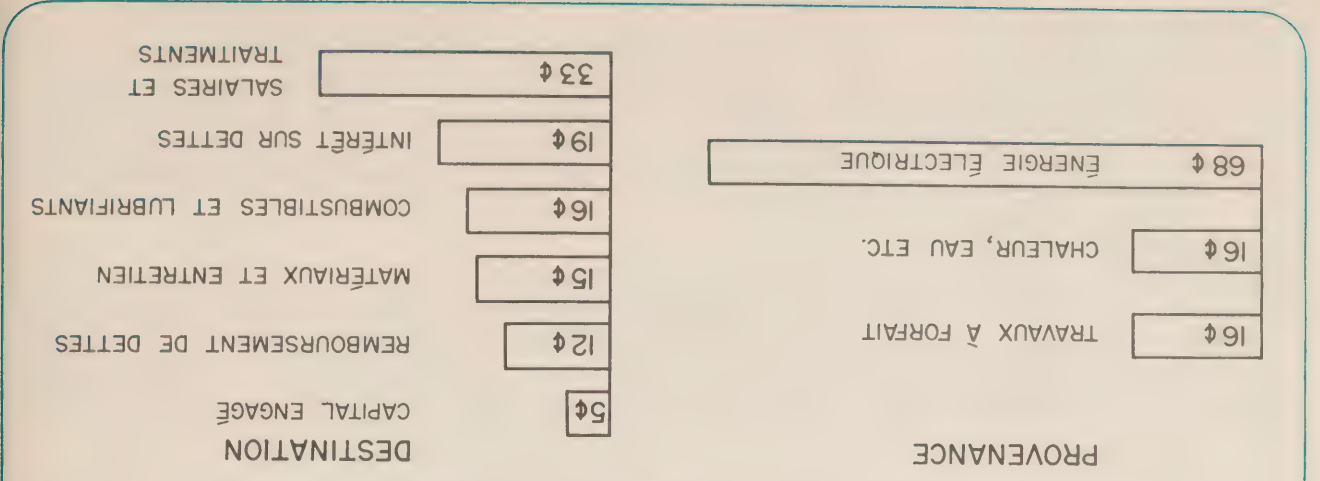 PROVENANCE
16¢ TRAVAUX À FORFAIT
16¢ CHALEUR, EAU ETC.
68¢ ÉNERGIE ÉLECTRIQUE
DESTINATION
5¢ CAPITAL ENGAGÉ
12¢ REMBOURSEMENT DE DETTES
15¢ MATÉRIAUX ET ENTRETIEN
16¢ COMBUSTIBLES ET LUBRIFIANTS
19¢ INTÉRÊT SUR DETTES
33¢ SALAIRES ET
TRAITEMENTS